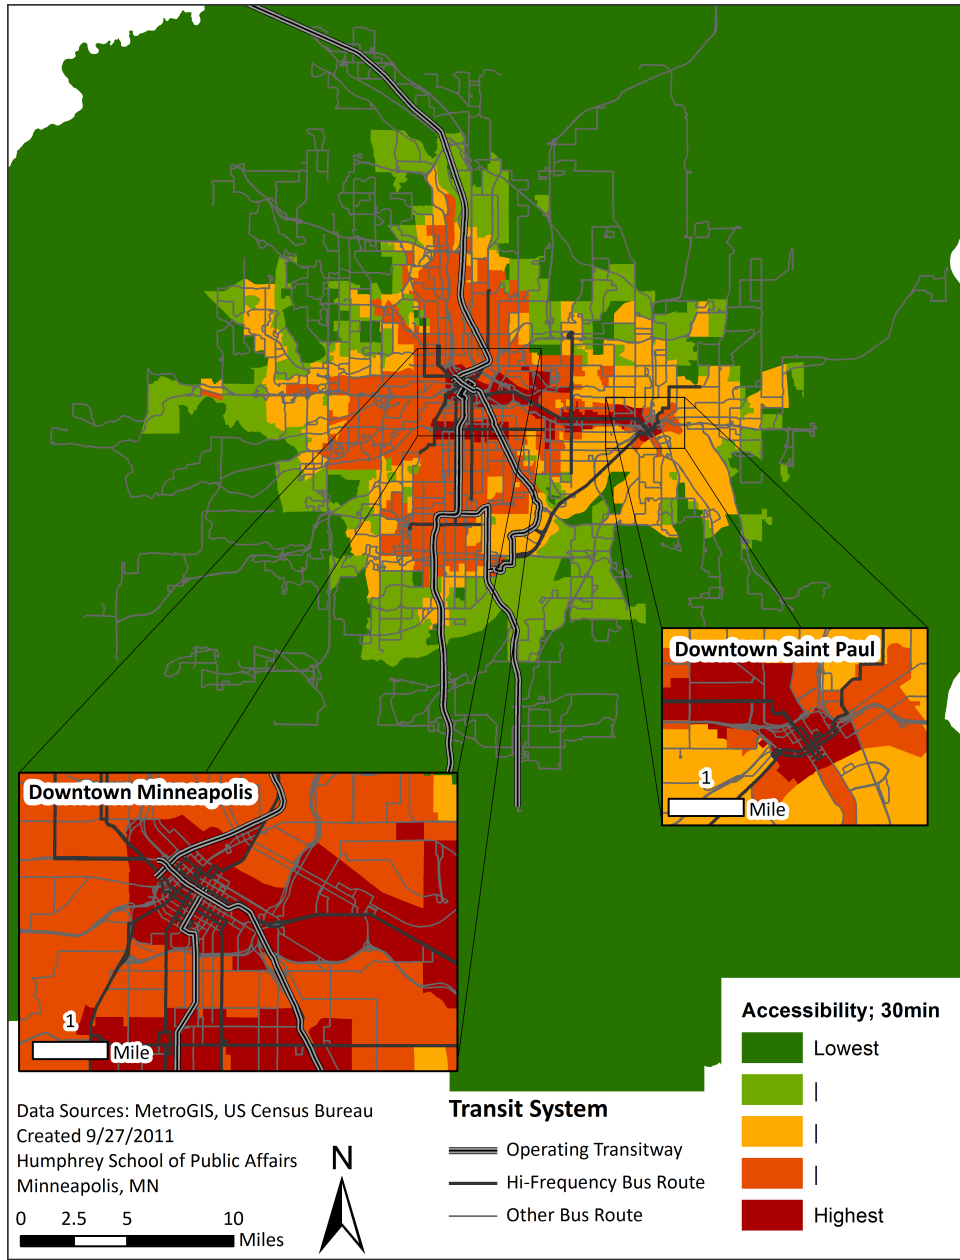 Downtown Saint Paul
1
Mile
Downtown Minneapolis
1
Mile
Accessibility; 30min
Lowest
|
|
|
Highest
Data Sources: MetroGIS, US Census Bureau
Created 9/27/2011
Humphrey School of Public Affairs
Minneapolis, MN
N
0 2.5 5 10
Miles
Transit System
Operating Transitway
Hi-Frequency Bus Route
Other Bus Route